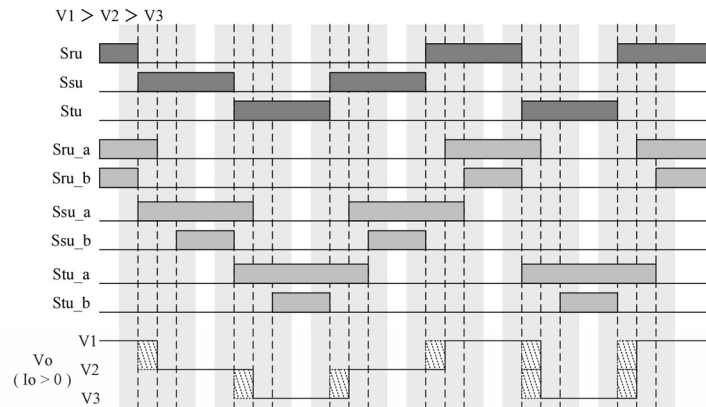 V1 > V2 > V3
Sru
Ssu
Stu
Sru_a
Sru_b
Ssu_a
Ssu_b
Stu_a
Stu_b
V1
Vo
V2
( Io > 0 )
V3